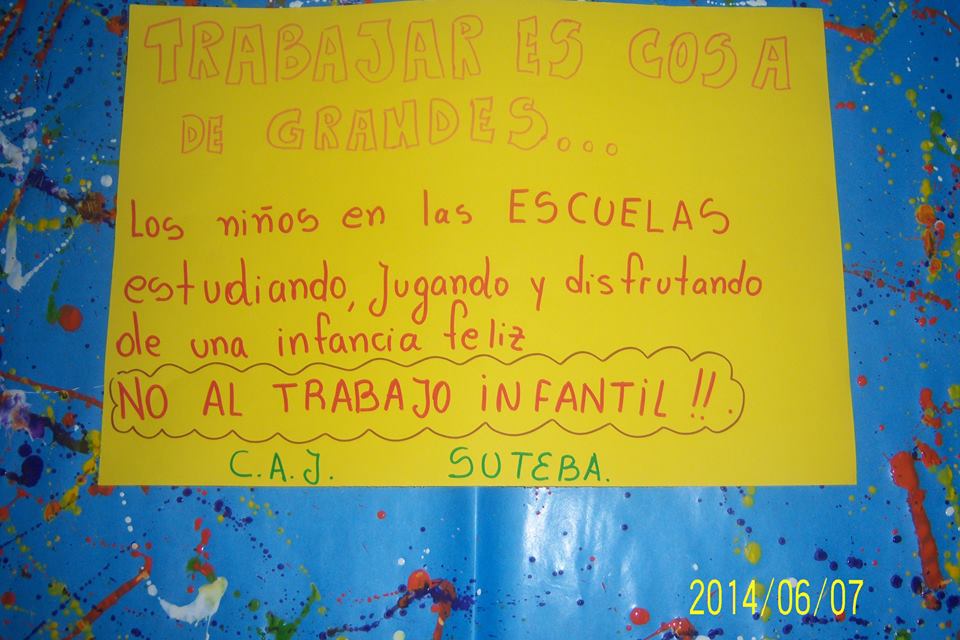 TRABAJAR ES COSA
DE GRANDES...
Los niños en las ESCUELAS
estudiando, Jugando y disfrutando
de una infancia feliz
NO AL TRABAJO iNFANTiL!!.
C.A.J. SUTEBA.
2014/06/07